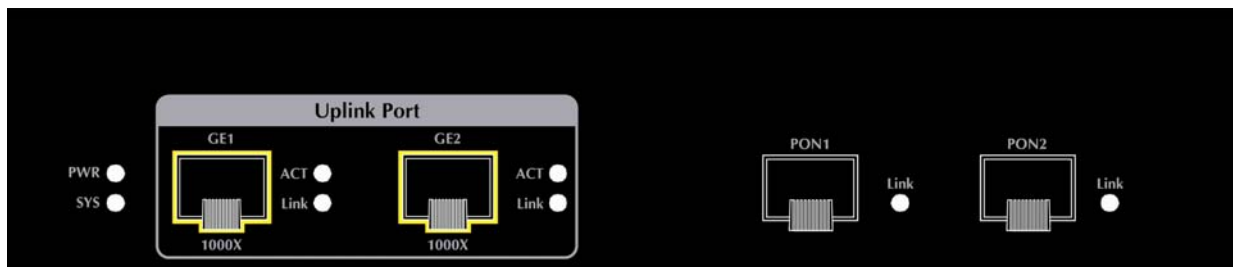 Uplink Port
GE1
GE2
PON1
PON2
PWR
ACT
ACT
Link
Link
SYS
Link
Link
1000X
1000X